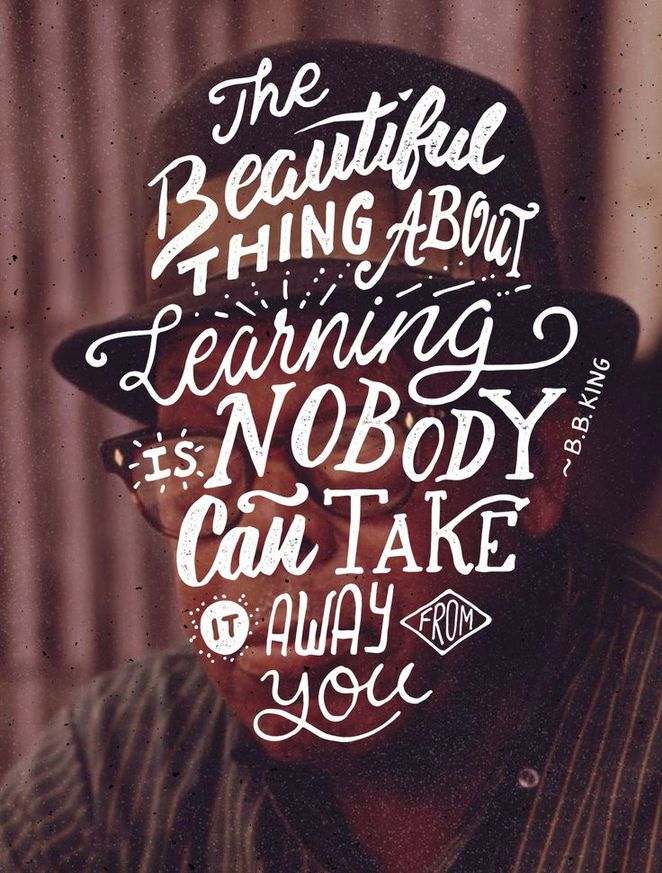 The
Beautiful
THING ABOUT
Learning
IS NOBODY
Can TAKE
IT AWAY FROM
you
~ B.B. KING